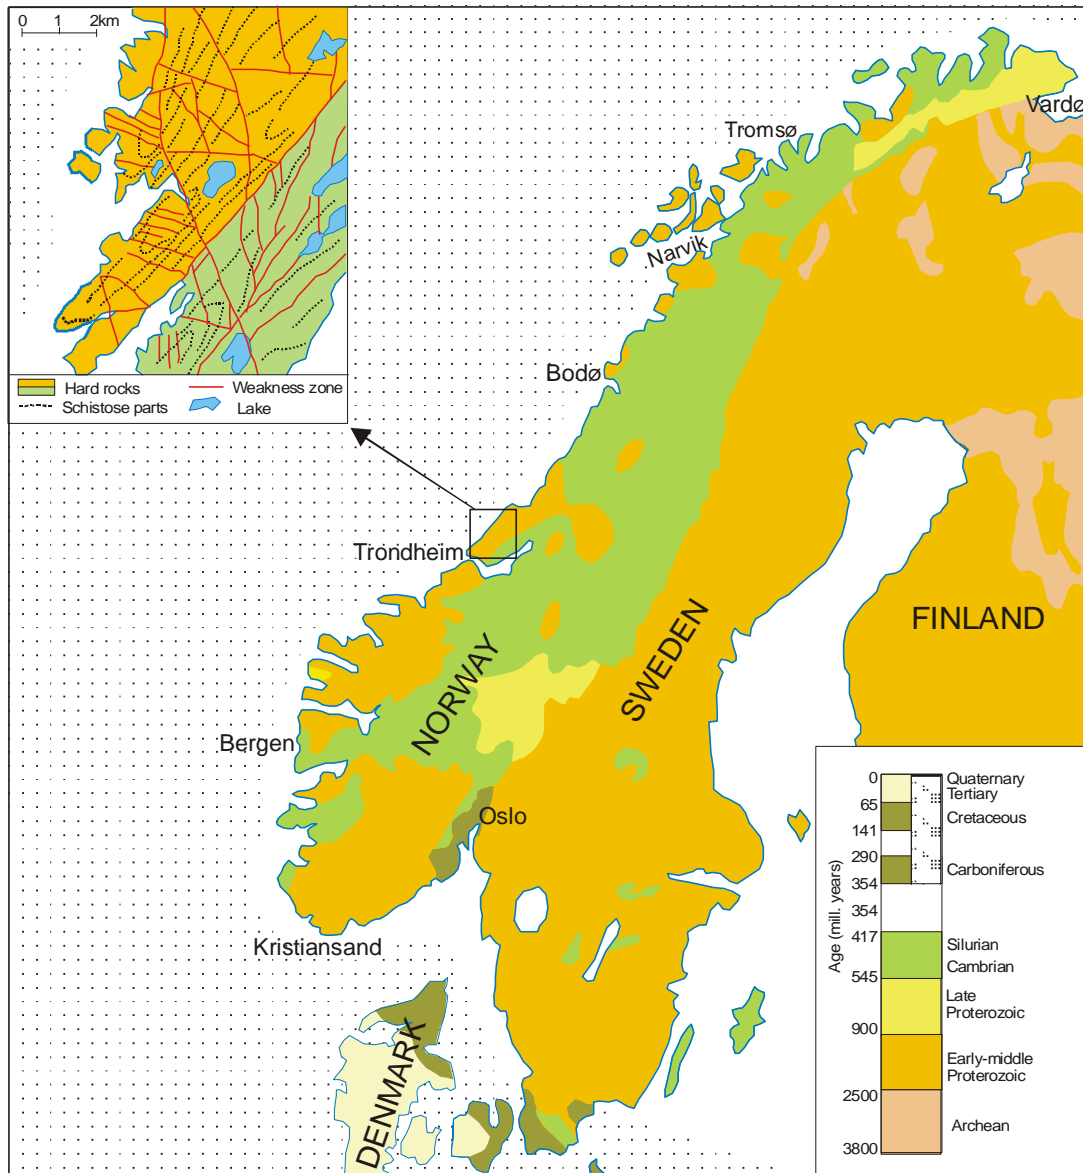 0 1 2km
Hard rocks
Weakness zone
Schistose parts
Lake
Vardø
Tromsø
Narvik
Bodø
Trondheim
FINLAND
SWEDEN
NORWAY
Bergen
Oslo
Kristiansand
DENMARK
Age (mill. years)
0
65
141
290
354
354
417
545
900
2500
3800
Quaternary
Tertiary
Cretaceous
Carboniferous
Silurian
Cambrian
Late
Proterozoic
Early-middle
Proterozoic
Archean